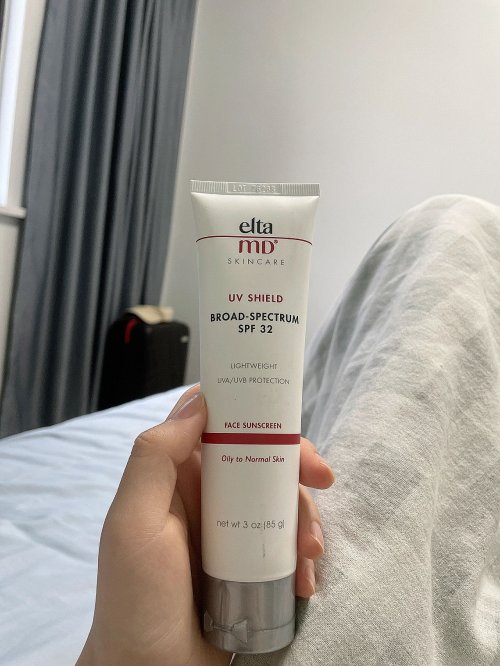 elta
MD®
SKINCARE
UV SHIELD
BROAD-SPECTRUM
SPF 32
LIGHTWEIGHT
UVA/UVB PROTECTION
FACE SUNSCREEN
Oily to Normal Skin
net wt 3 oz (85 g)